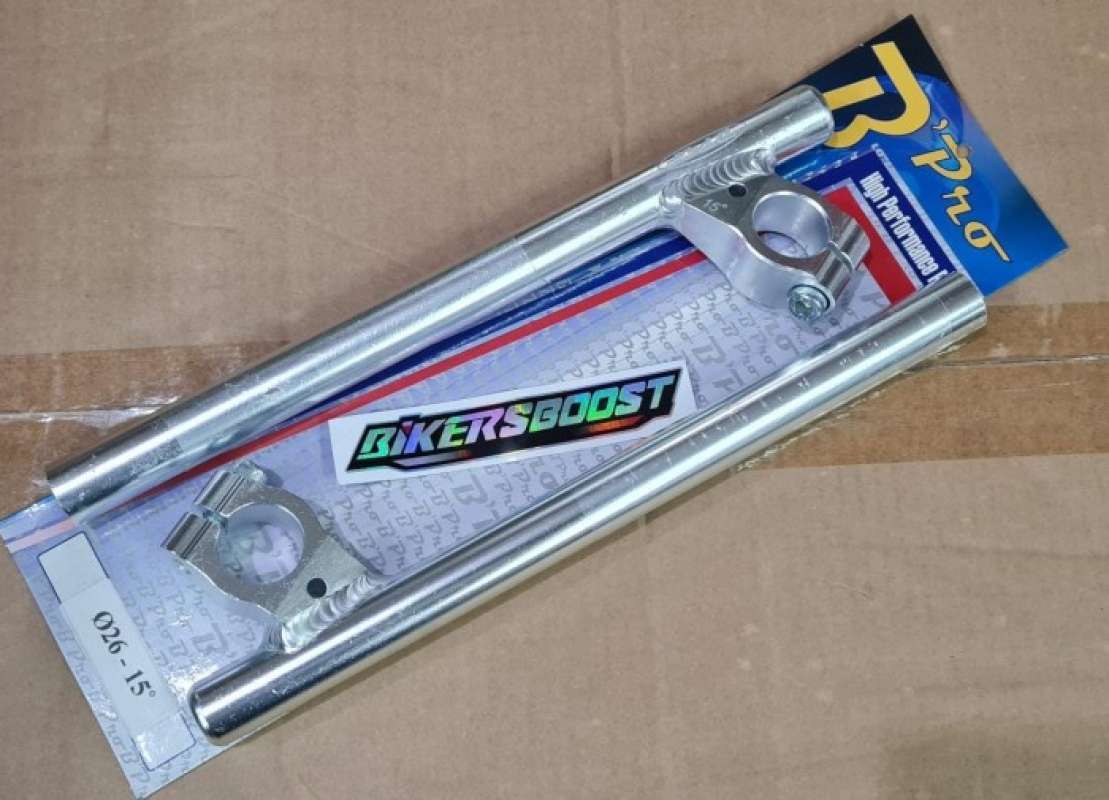 B'Pro
High Performance
15°
BIKERSBOOST
Ø26 - 15°